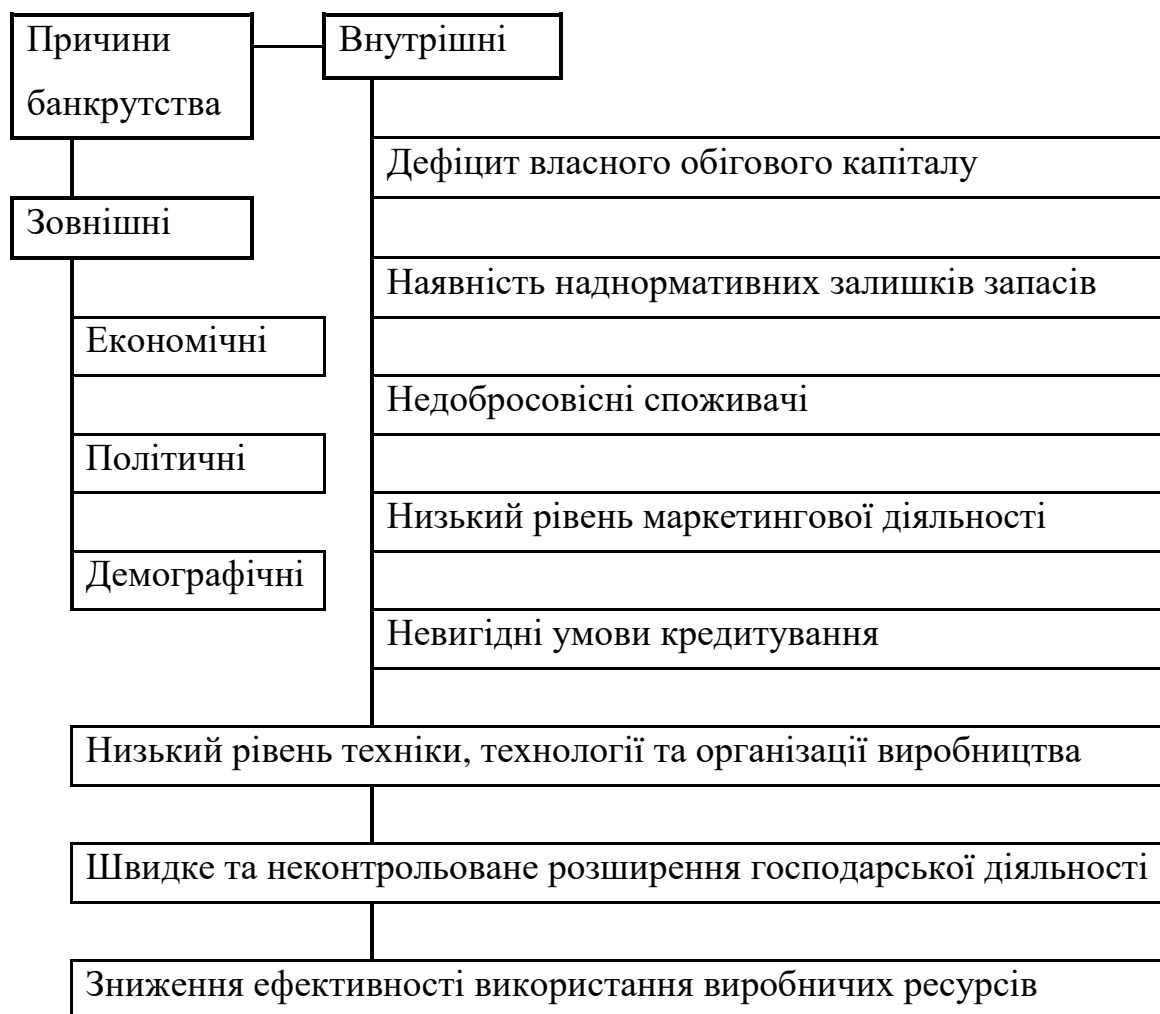 Причини
банкрутства
Внутрішні
Дефіцит власного обігового капіталу
Зовнішні
Наявність наднормативних залишків запасів
Економічні
Недобросовісні споживачі
Політичні
Низький рівень маркетингової діяльності
Демографічні
Невигідні умови кредитування
Низький рівень техніки, технології та організації виробництва
Швидке та неконтрольоване розширення господарської діяльності
Зниження ефективності використання виробничих ресурсів